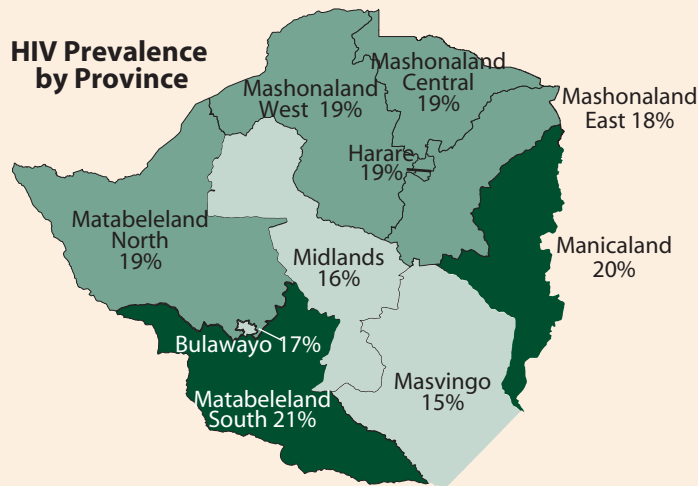 HIV Prevalence
by Province
Mashonaland
Central
19%
Mashonaland
West 19%
Mashonaland
East 18%
Harare
19%
Matabeleland
North
19%
Midlands
16%
Manicaland
20%
Bulawayo 17%
Masvingo
15%
Matabeleland
South 21%